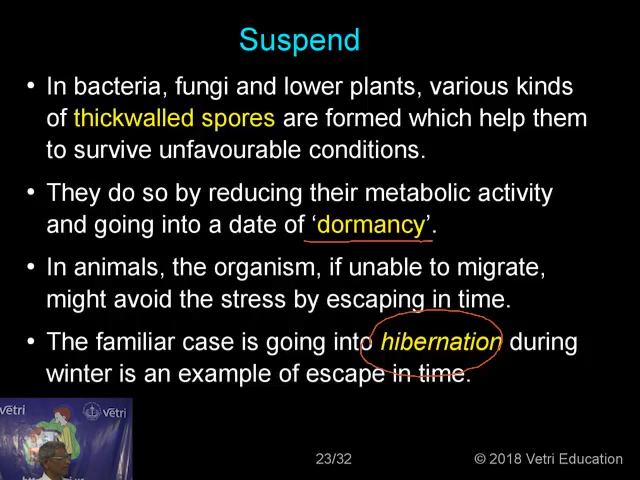 Suspend
• In bacteria, fungi and lower plants, various kinds
of thickwalled spores are formed which help them
to survive unfavourable conditions.
• They do so by reducing their metabolic activity
and going into a date of ‘dormancy’.
• In animals, the organism, if unable to migrate,
might avoid the stress by escaping in time.
• The familiar case is going into hibernation during
winter is an example of escape in time.
Vetri
Vetri
23/32
© 2018 Vetri Education